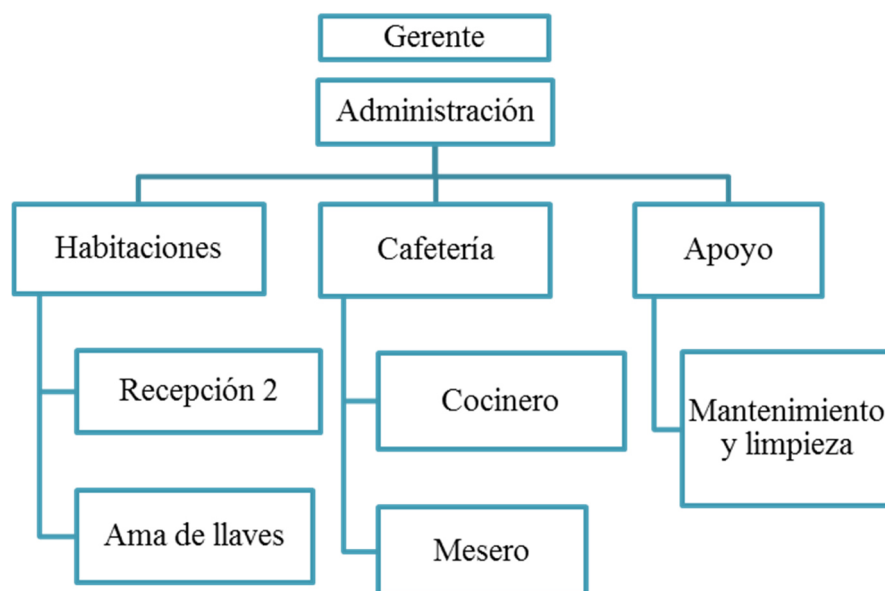 Gerente
Administración
Habitaciones
Cafetería
Apoyo
Recepción 2
Cocinero
Mantenimiento
y limpieza
Ama de llaves
Mesero